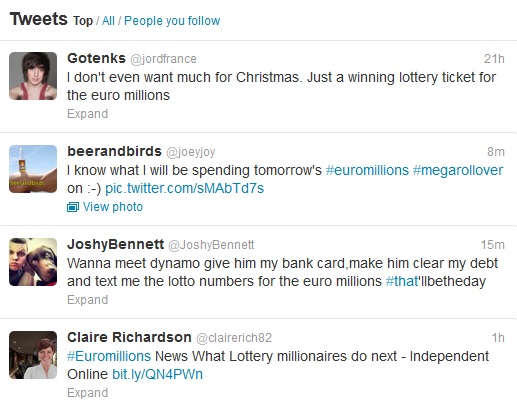 Tweets Top / All / People you follow
Gotenks @jordfrance 21h
I don't even want much for Christmas. Just a winning lottery ticket for
the euro millions
Expand
beerandbirds @joeyjoy 8m
I know what I will be spending tomorrow's #euromillions #megarollover
on :-) pic.twitter.com/sMAbTd7s
View photo
beerandbirds
JoshyBennett @JoshyBennett 15m
Wanna meet dynamo give him my bank card,make him clear my debt
and text me the lotto numbers for the euro millions #that'llbetheday
Expand
Claire Richardson @clairerich82 1h
#Euromillions News What Lottery millionaires do next - Independent
Online bit.ly/QN4PWn
Expand